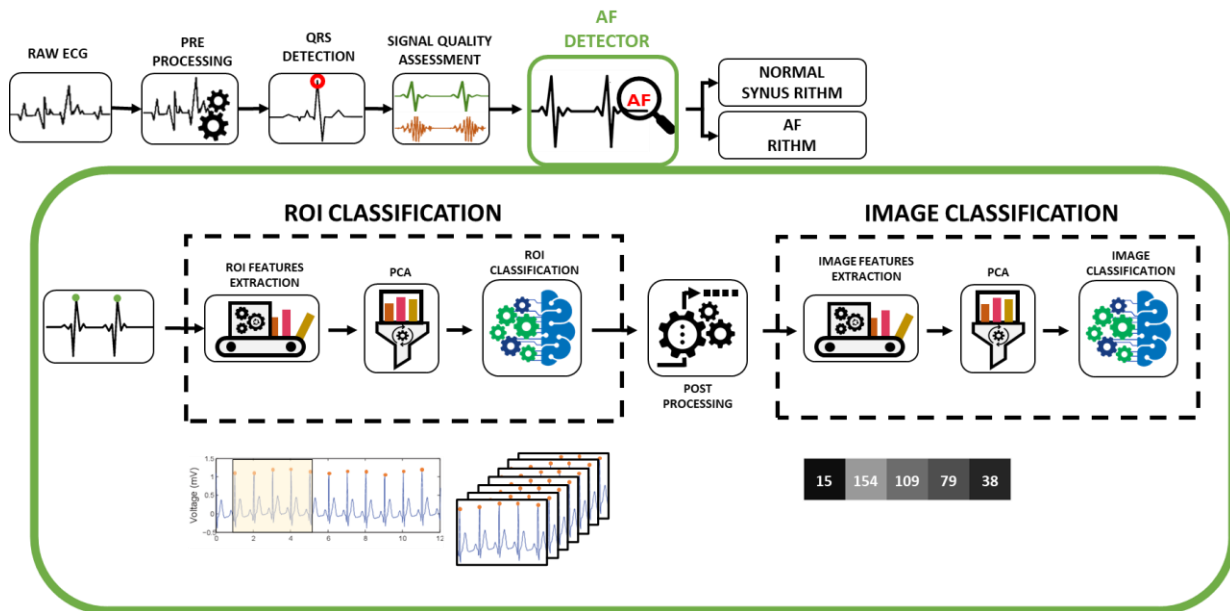 RAW ECG
PRE
PROCESSING
QRS
DETECTION
SIGNAL QUALITY
ASSESSMENT
AF
DETECTOR
AF
NORMAL
SYNUS RITHM
AF
RITHM
ROI CLASSIFICATION
ROI FEATURES
EXTRACTION
PCA
ROI
CLASSIFICATION
POST
PROCESSING
IMAGE CLASSIFICATION
IMAGE FEATURES
EXTRACTION
PCA
IMAGE
CLASSIFICATION
Voltage (mV)
1.5
1
0.5
0
-0.5
0 2 4 6 8 10 12
15 154 109 79 38